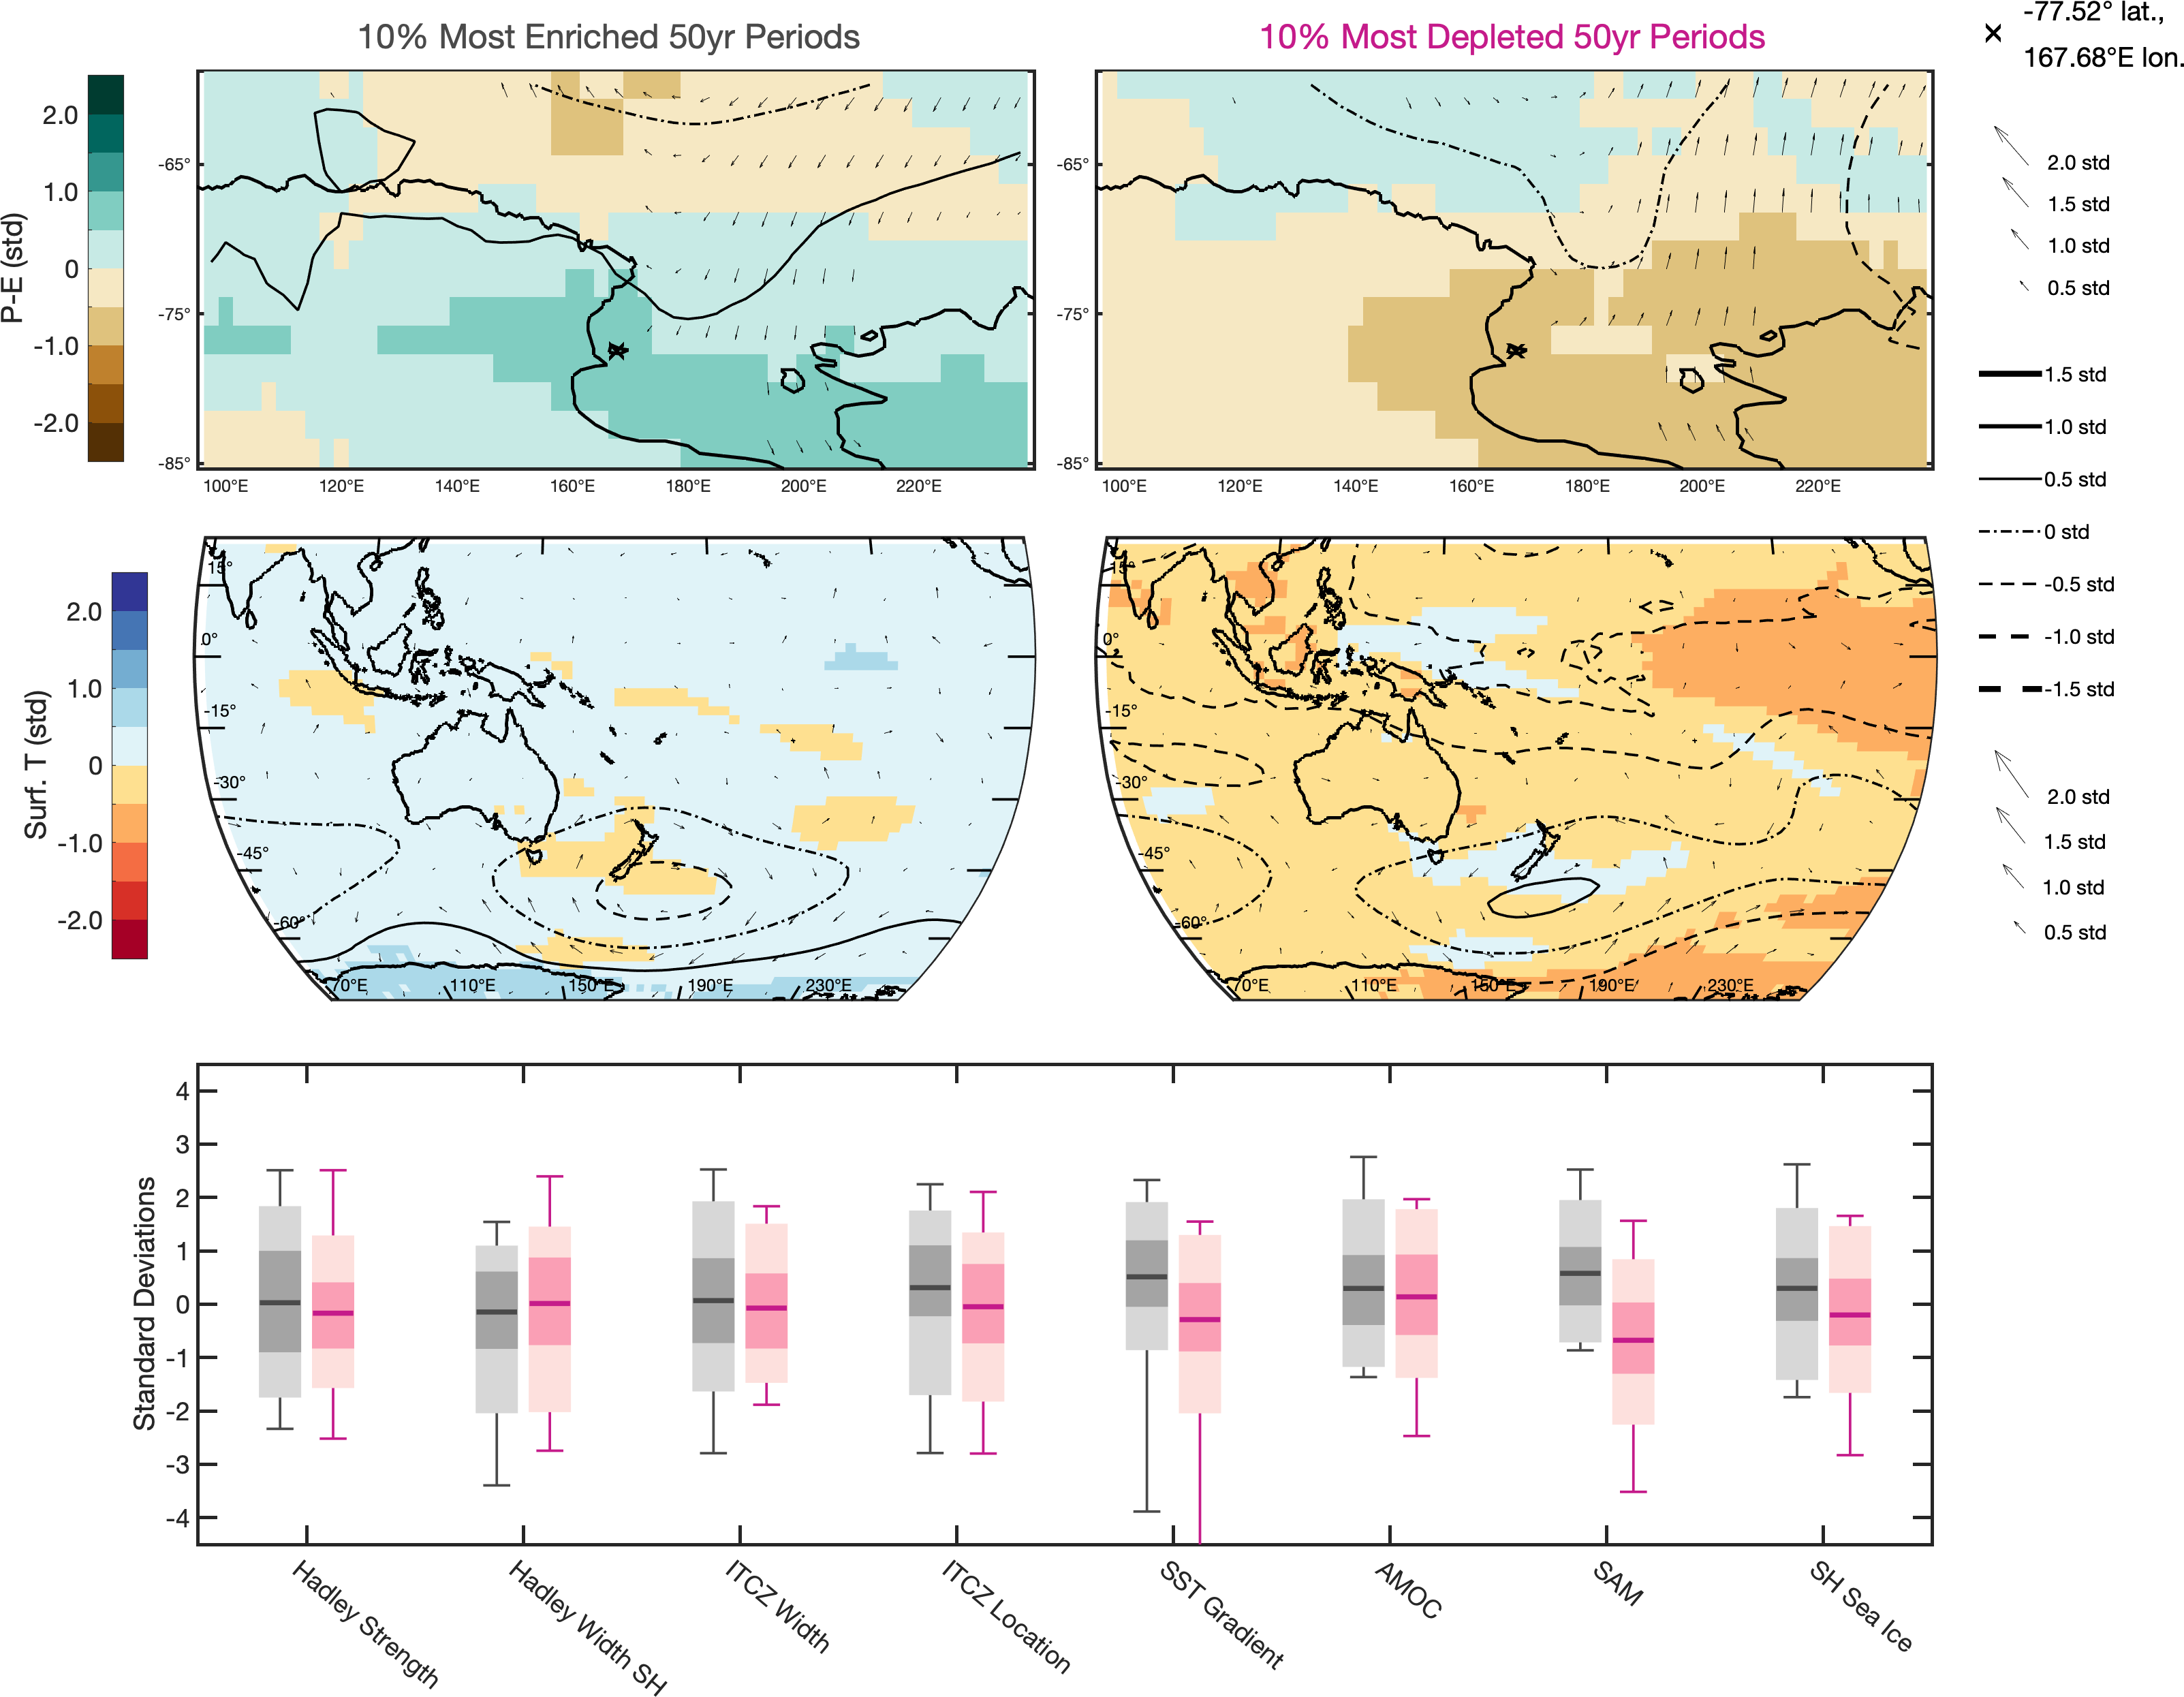 10% Most Enriched 50yr Periods
10% Most Depleted 50yr Periods
-77.52° lat.,
167.68°E lon.
P-E (std)
2.0
1.0
0
-1.0
-2.0
-65°
-75°
-85°
100°E 120°E 140°E 160°E 180°E 200°E 220°E
-65°
-75°
-85°
100°E 120°E 140°E 160°E 180°E 200°E 220°E
2.0 std
1.5 std
1.0 std
0.5 std
1.5 std
1.0 std
0.5 std
0 std
-0.5 std
-1.0 std
-1.5 std
2.0 std
1.5 std
1.0 std
0.5 std
Surf. T (std)
2.0
1.0
0
-1.0
-2.0
15°
0°
-15°
-30°
-45°
-60°
70°E 110°E 150°E 190°E 230°E
15°
0°
-15°
-30°
-45°
-60°
70°E 110°E 150°E 190°E 230°E
Standard Deviations
4
3
2
1
0
-1
-2
-3
-4
Hadley Strength
Hadley Width SH
ITCZ Width
ITCZ Location
SST Gradient
AMOC
SAM
SH Sea Ice